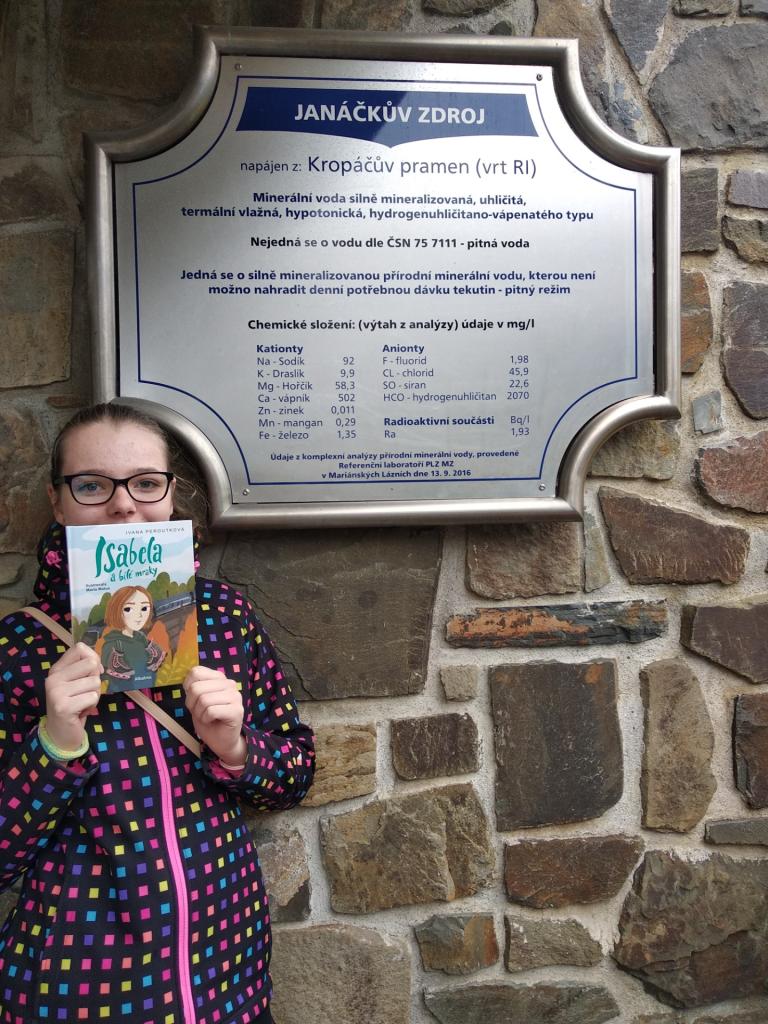 JANÁČKŮV ZDROJ
napájen z: Kropáčův pramen (vrt RI)
Minerální voda silně mineralizovaná, uhličitá,
termální vlažná, hypotonická, hydrogenuhličitano-vápenatého typu
Nejedná se o vodu dle ČSN 75 7111 - pitná voda
Jedná se o silně mineralizovanou přírodní minerální vodu, kterou není
možno nahradit denní potřebnou dávku tekutin - pitný režim
Chemické složení: (výtah z analýzy) údaje v mg/l
Kationty
Na - Sodík 92
K - Draslík 9,9
Mg - Hořčík 58,3
Ca - vápník 502
Zn - zinek 0,011
Mn - mangan 0,29
Fe - železo 1,35
Anionty
F - fluorid 1,98
CL - chlorid 45,9
SO - siran 22,6
HCO - hydrogenuhličitan 2070
Radioaktivní součásti Bq/l
Ra 1,93
Údaje z komplexní analýzy přírodní minerální vody, provedené
Referenční laboratoří PLZ MZ
v Mariánských Lázních dne 13. 9. 2016
IVANA PEROUTKOVÁ
Isabela
a bílé mraky
Ilustrovala
Marie Koťová
Albatros